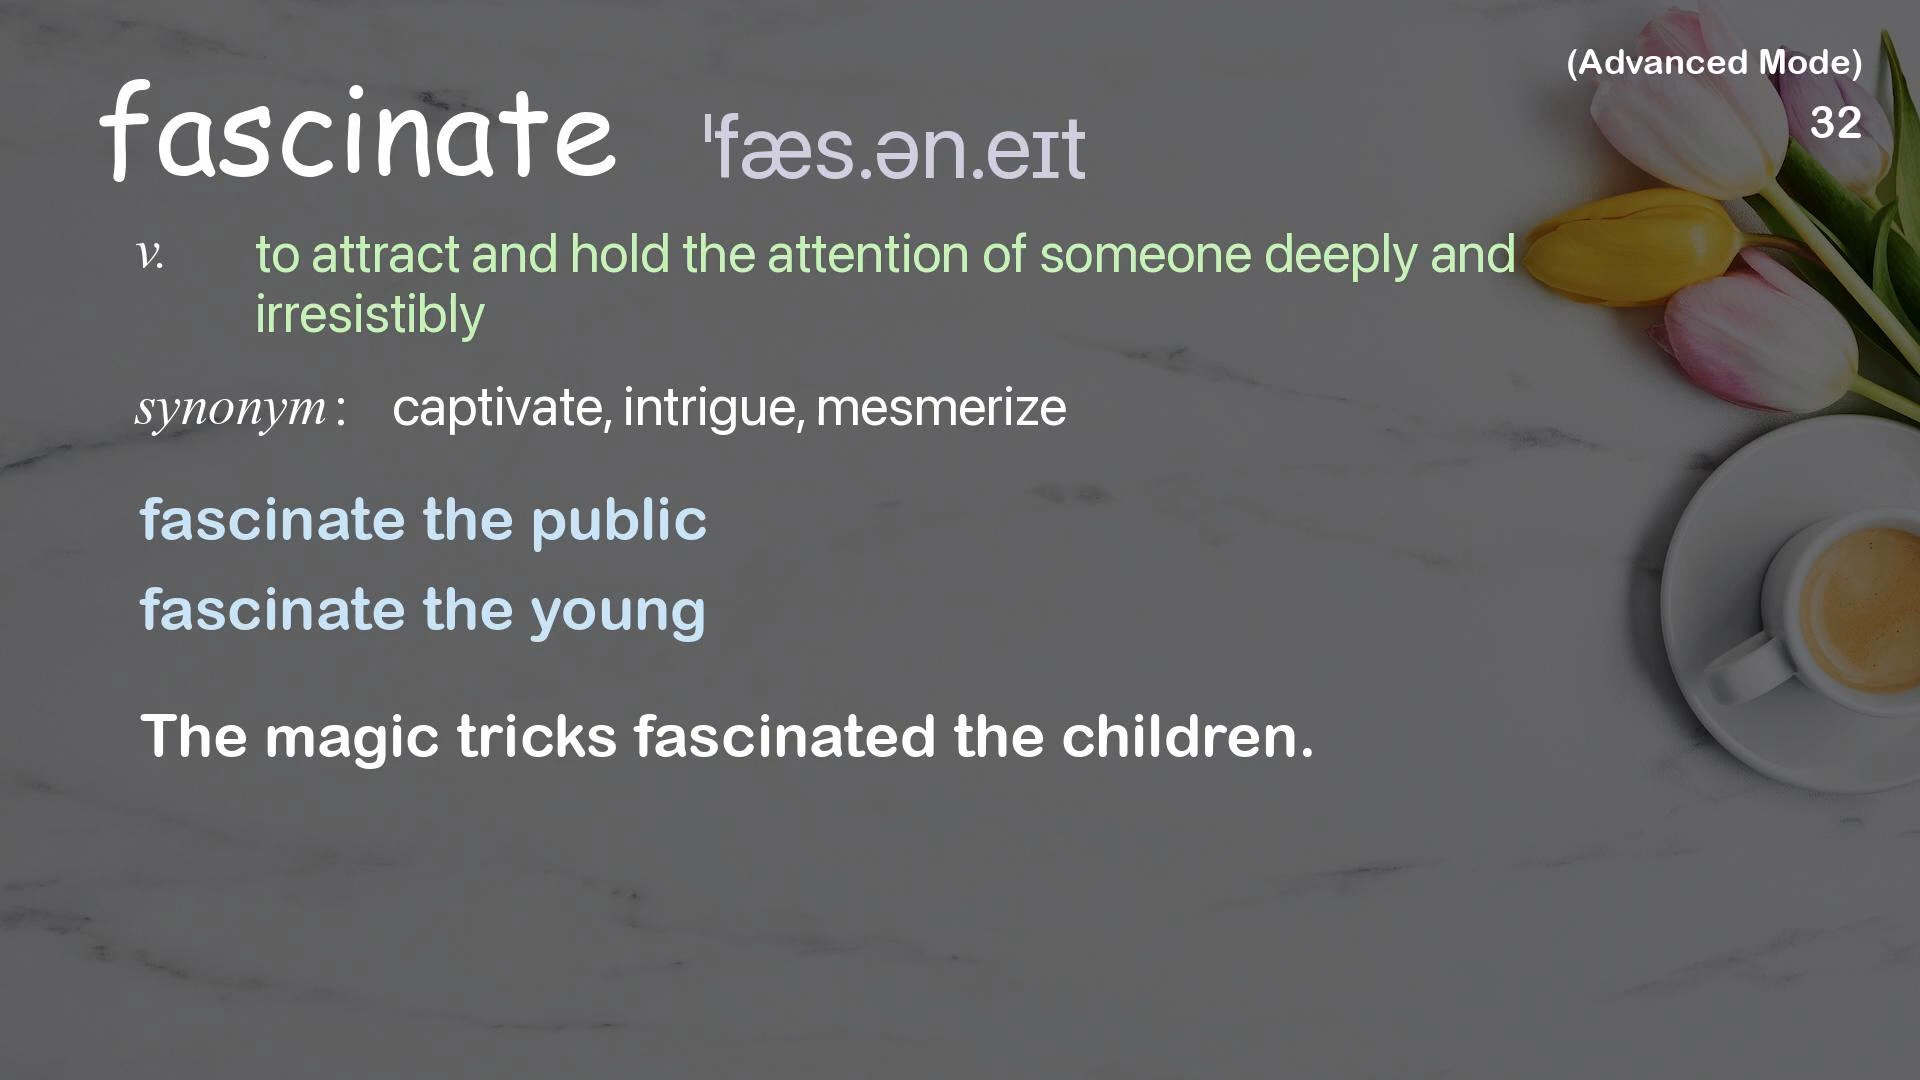 (Advanced Mode)
fascinate ˈfæs.ən.eɪt
32
v. to attract and hold the attention of someone deeply and
irresistibly
synonym: captivate, intrigue, mesmerize
fascinate the public
fascinate the young
The magic tricks fascinated the children.